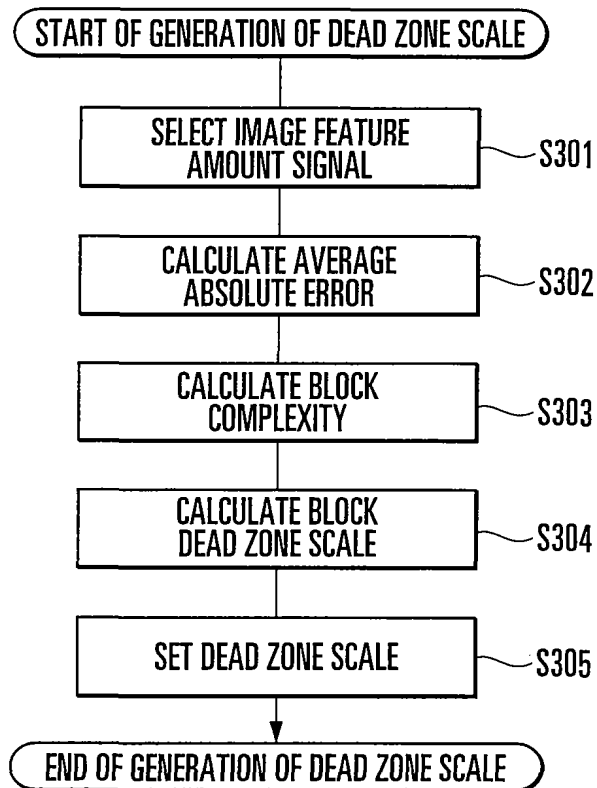 START OF GENERATION OF DEAD ZONE SCALE
SELECT IMAGE FEATURE
AMOUNT SIGNAL
S301
CALCULATE AVERAGE
ABSOLUTE ERROR
S302
CALCULATE BLOCK
COMPLEXITY
S303
CALCULATE BLOCK
DEAD ZONE SCALE
S304
SET DEAD ZONE SCALE
S305
END OF GENERATION OF DEAD ZONE SCALE